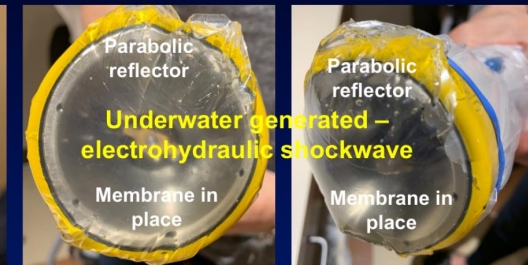 Parabolic
reflector
Parabolic
reflector
Underwater generated –
electrohydraulic shockwave
Membrane in
place
Membrane in
place